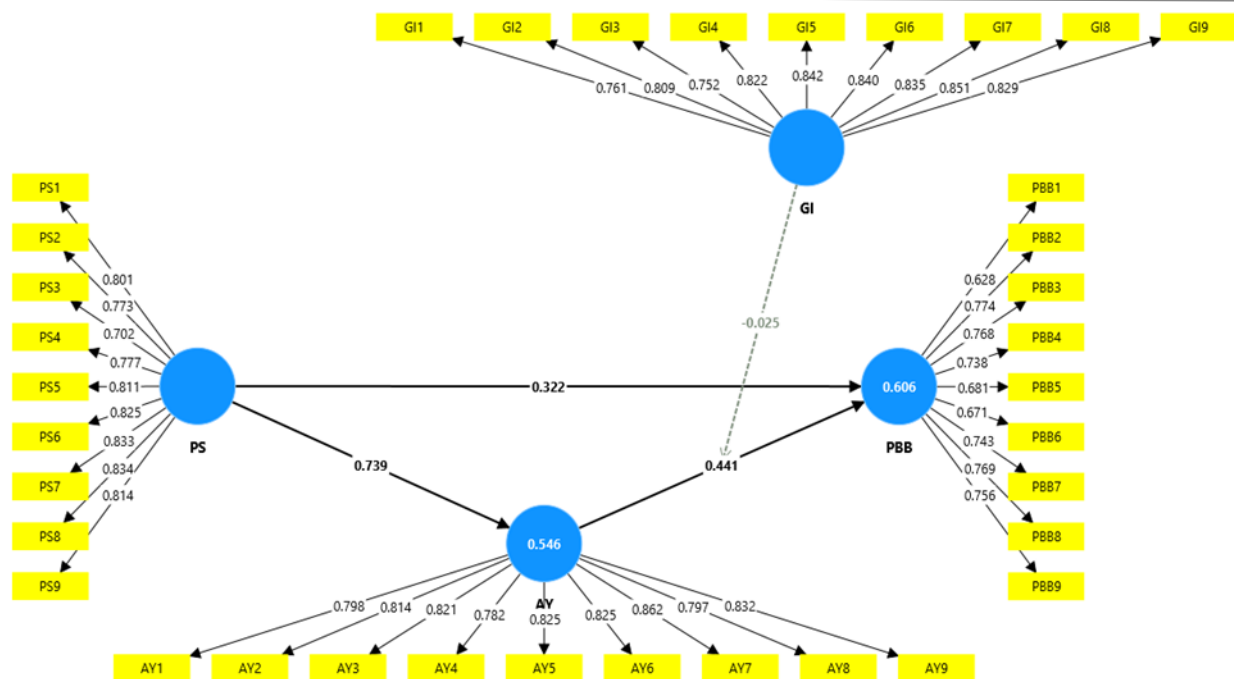 GI1 GI2 GI3 GI4 GI5 GI6 GI7 GI8 GI9
0.761 0.809 0.752 0.822 0.842 0.840 0.835 0.851 0.829
GI
PS1
PS2
PS3
PS4
PS5
PS6
PS7
PS8
PS9
0.801
0.773
0.702
0.777
0.811
0.825
0.833
0.834
0.814
PS
0.322
0.739
-0.025
0.441
0.606
PBB
0.628
0.774
0.768
0.738
0.681
0.671
0.743
0.769
0.756
PBB1
PBB2
PBB3
PBB4
PBB5
PBB6
PBB7
PBB8
PBB9
0.546
AY
0.798 0.814 0.821 0.782 0.825 0.825 0.862 0.797 0.832
AY1 AY2 AY3 AY4 AY5 AY6 AY7 AY8 AY9